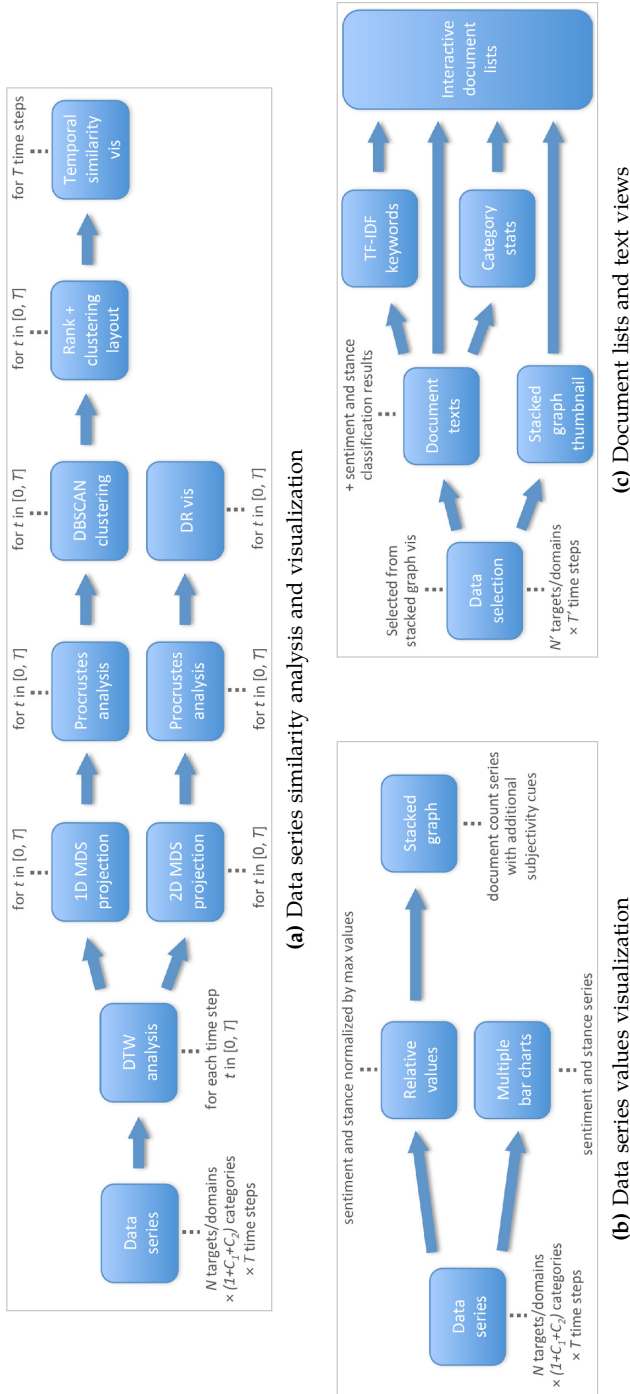 for T time steps
for t in [0, T]
for t in [0, T]
for t in [0, T]
for t in [0, T]
Data
series
DTW
analysis
1D MDS
projection
Procrustes
analysis
DBSCAN
clustering
Rank +
clustering
layout
Temporal
similarity
vis
2D MDS
projection
Procrustes
analysis
DR vis
N targets/domains
× (1+C₁+C₂) categories
× T time steps
for each time step
t in [0, T]
for t in [0, T]
for t in [0, T]
for t in [0, T]
(a) Data series similarity analysis and visualization
sentiment and stance normalized by max values
Data
series
Relative
values
Stacked
graph
Multiple
bar charts
N targets/domains
× (1+C₁+C₂) categories
× T time steps
document count series
with additional
subjectivity cues
sentiment and stance series
(b) Data series values visualization
Selected from
stacked graph vis
+ sentiment and stance
classification results
Data
selection
Document
texts
TF-IDF
keywords
Category
stats
Interactive
document
lists
Stacked
graph
thumbnail
N' targets/domains
× T' time steps
(c) Document lists and text views